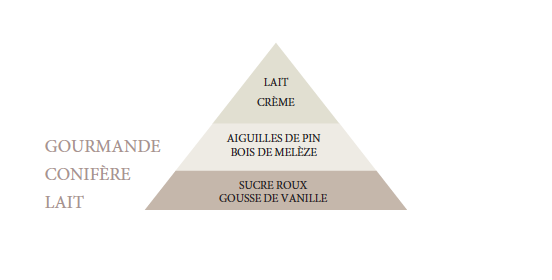 LAIT
CRÈME
AIGUILLES DE PIN
BOIS DE MELÈZE
SUCRE ROUX
GOUSSE DE VANILLE
GOURMANDE
CONIFÈRE
LAIT